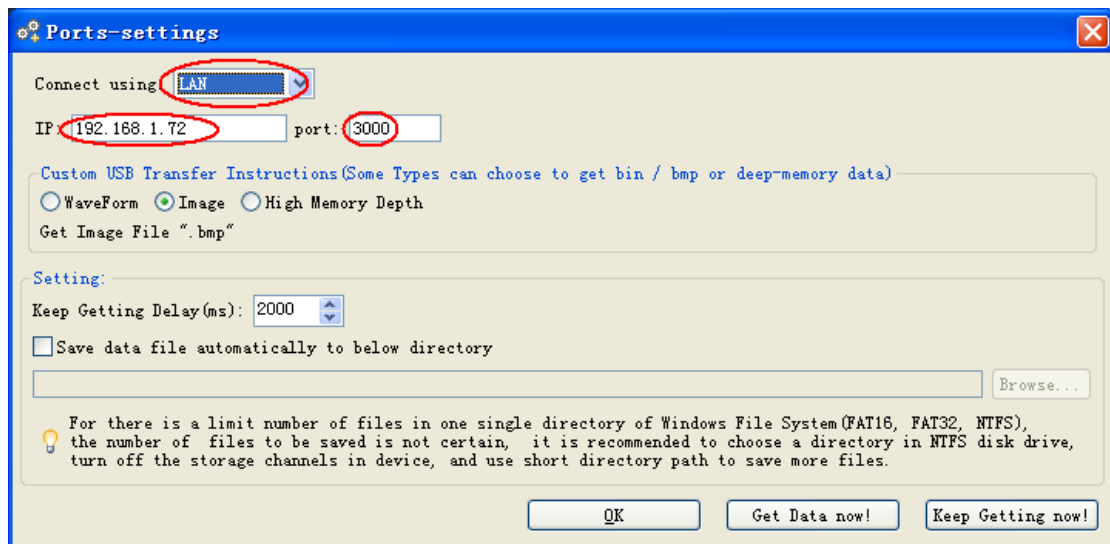 Ports-settings
Connect using LAN
IP: 192.168.1.72 port: 3000
Custom USB Transfer Instructions(Some Types can choose to get bin / bmp or deep-memory data)
WaveForm Image High Memory Depth
Get Image File ".bmp"
Setting:
Keep Getting Delay(ms): 2000
Save data file automatically to below directory
Browse...
For there is a limit number of files in one single directory of Windows File System(FAT16, FAT32, NTFS),
the number of files to be saved is not certain, it is recommended to choose a directory in NTFS disk drive,
turn off the storage channels in device, and use short directory path to save more files.
OK Get Data now! Keep Getting now!